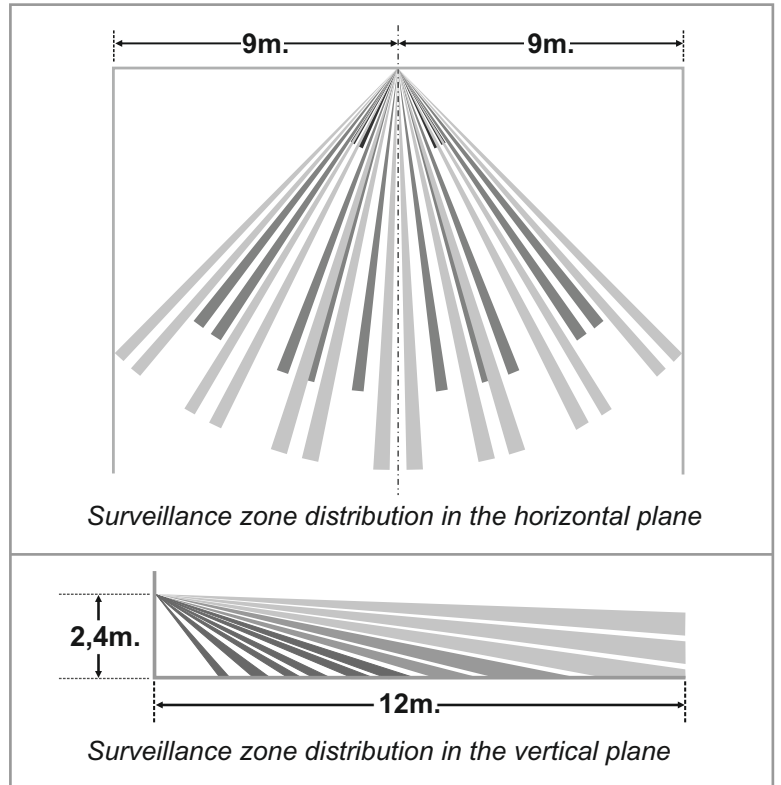 9m. 9m.
Surveillance zone distribution in the horizontal plane
2,4m.
12m.
Surveillance zone distribution in the vertical plane